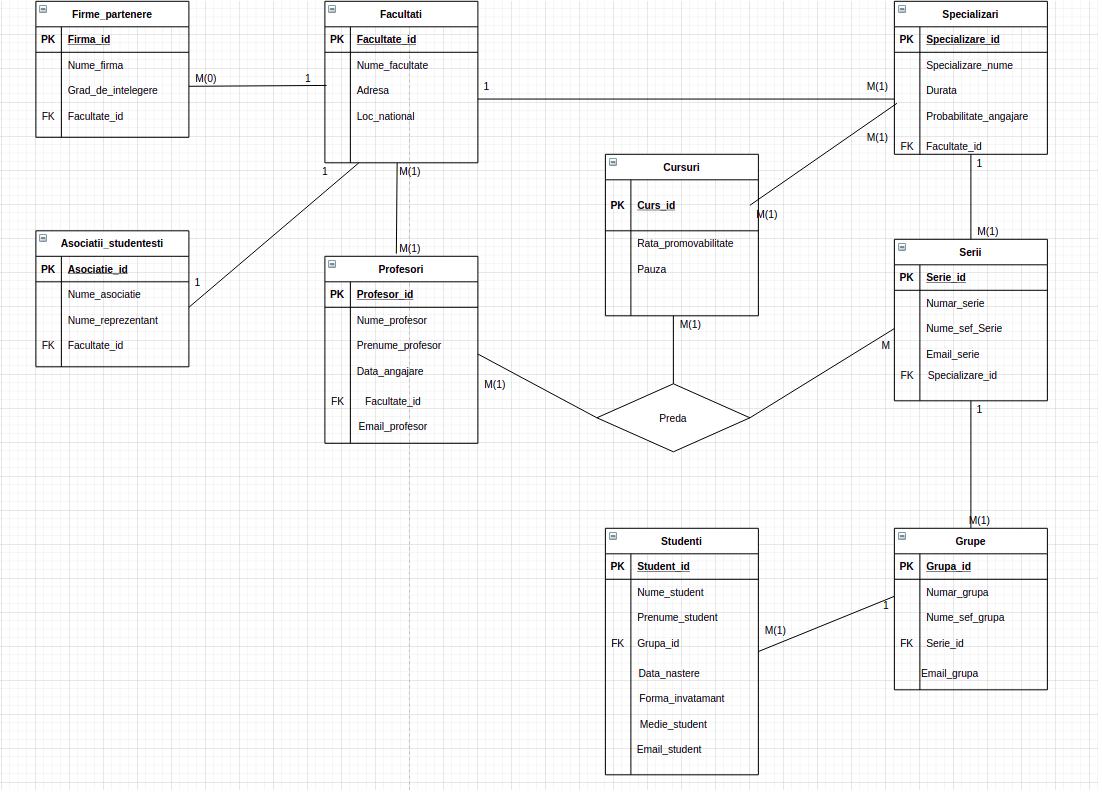 Firme_partenere
PK Firma_id
Nume_firma
Grad_de_intelegere
FK Facultate_id
M(0)
1
Facultati
PK Facultate_id
Nume_facultate
Adresa
Loc_national
1
M(1)
Specializari
PK Specializare_id
Specializare_nume
Durata
Probabilitate_angajare
FK Facultate_id
M(1)
M(1)
1
M(1)
1
M(1)
1
M(1)
Cursuri
PK Curs_id
Rata_promovabilitate
Pauza
M(1)
Asociatii_studentesti
PK Asociatie_id
Nume_asociatie
Nume_reprezentant
FK Facultate_id
Profesori
PK Profesor_id
Nume_profesor
Prenume_profesor
Data_angajare
FK Facultate_id
Email_profesor
M(1)
Preda
M
Serii
PK Serie_id
Numar_serie
Nume_sef_Serie
Email_serie
FK Specializare_id
1
M(1)
Studenti
PK Student_id
Nume_student
Prenume_student
FK Grupa_id
Data_nastere
Forma_invatamant
Medie_student
Email_student
M(1)
1
Grupe
PK Grupa_id
Numar_grupa
Nume_sef_grupa
FK Serie_id
Email_grupa